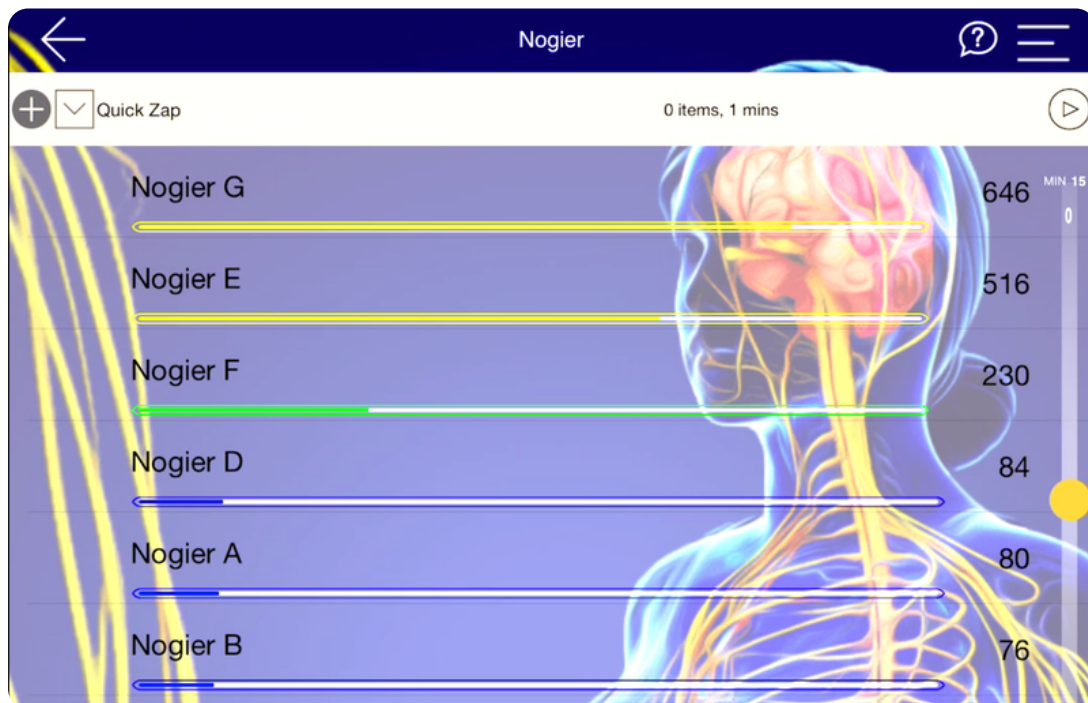 Nogier
Quick Zap 0 items, 1 mins
Nogier G 646
MIN 15
0
Nogier E 516
Nogier F 230
Nogier D 84
Nogier A 80
Nogier B 76